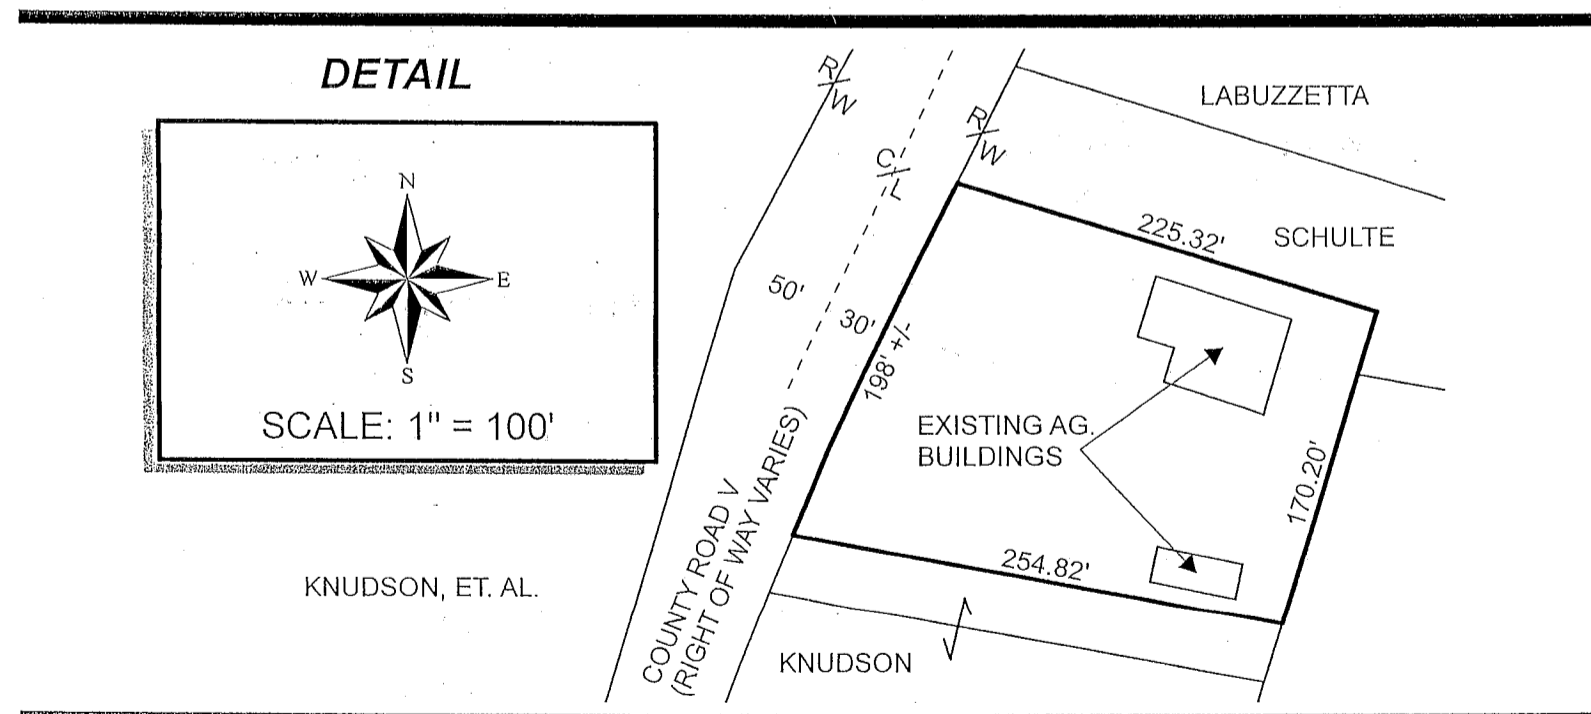 DETAIL
N
W
E
S
SCALE: 1" = 100'
R/W
C/L
R/W
LABUZZETTA
225.32'
SCHULTE
50'
30'
198' +/-
EXISTING AG.
BUILDINGS
170.20'
254.82'
COUNTY ROAD V
(RIGHT OF WAY VARIES)
KNUDSON, ET. AL.
KNUDSON